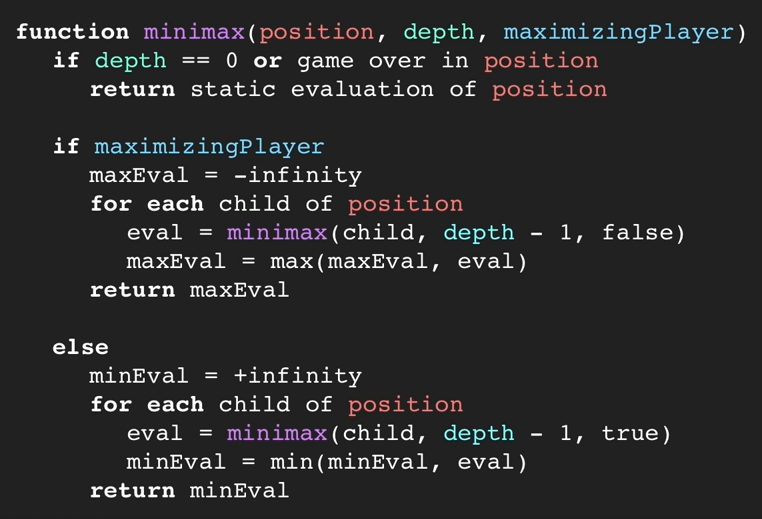 function minimax(position, depth, maximizingPlayer)
if depth == 0 or game over in position
return static evaluation of position
if maximizingPlayer
maxEval = -infinity
for each child of position
eval = minimax(child, depth - 1, false)
maxEval = max(maxEval, eval)
return maxEval
else
minEval = +infinity
for each child of position
eval = minimax(child, depth - 1, true)
minEval = min(minEval, eval)
return minEval